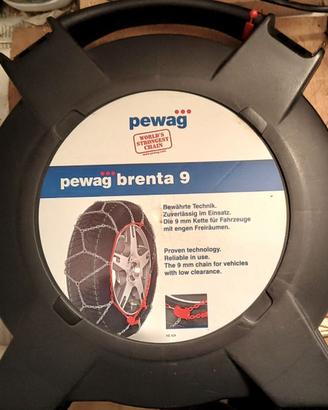 pewag
WORLD'S
STRONGEST
CHAIN
pewag brenta 9
Bewährte Technik.
Zuverlässig im Einsatz.
Die 9 mm Kette für Fahrzeuge
mit engen Freiräumen.
Proven technology.
Reliable in use.
The 9 mm chain for vehicles
with low clearance.